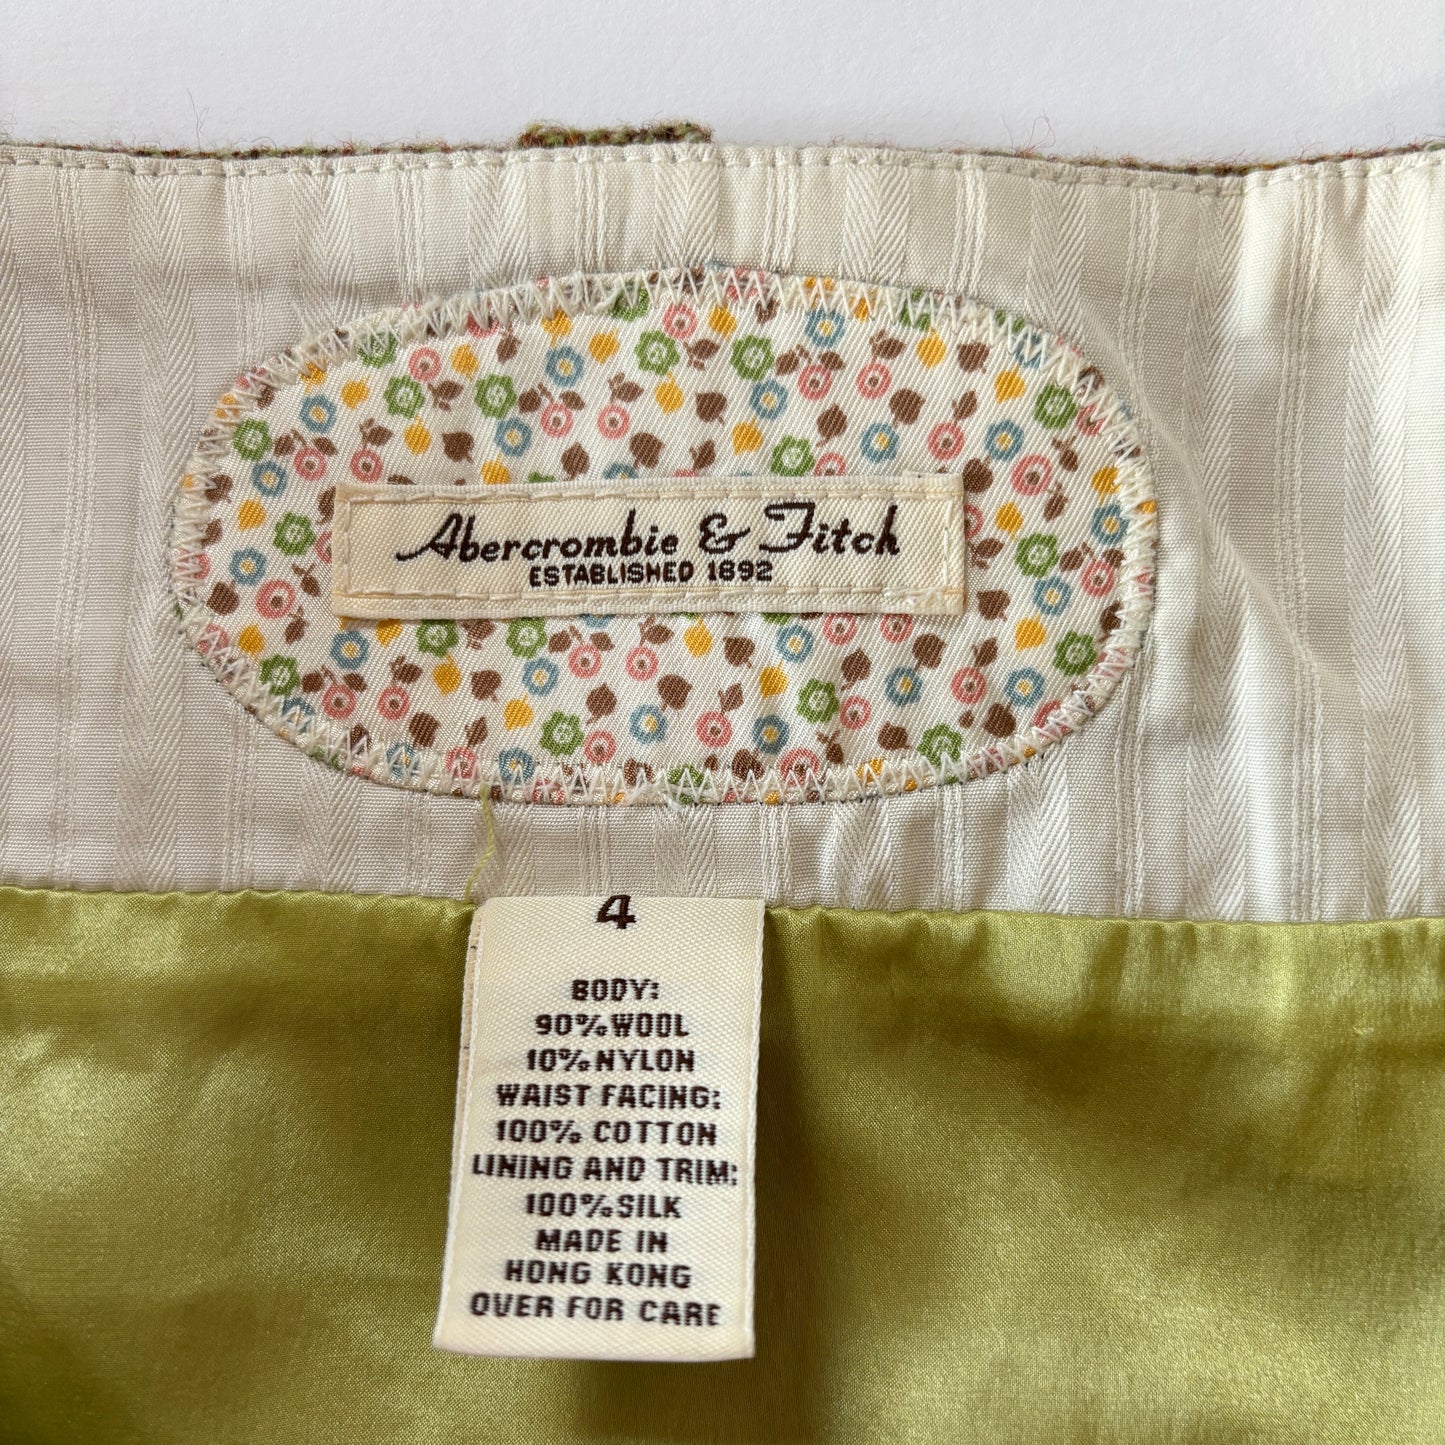 Abercrombie & Fitch
ESTABLISHED 1892
4
BODY:
90% WOOL
10% NYLON
WAIST FACING:
100% COTTON
LINING AND TRIM:
100% SILK
MADE IN
HONG KONG
OVER FOR CARE